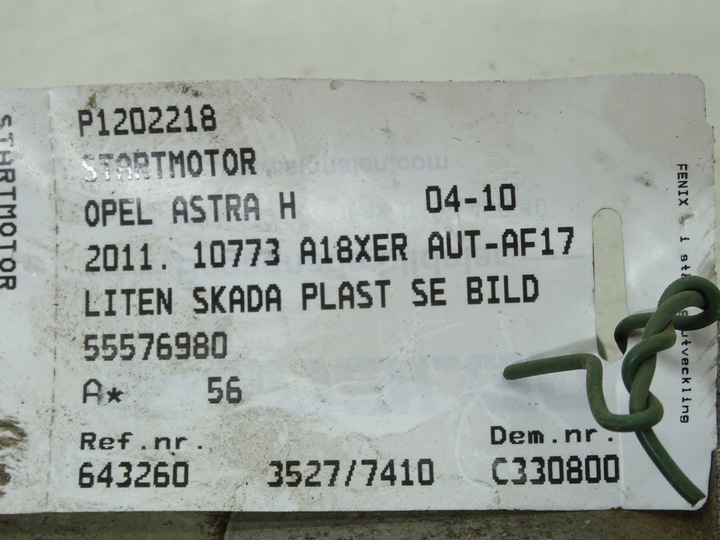 STARTMOTOR
P1202218
STARTMOTOR
OPEL ASTRA H 04-10
2011. 10773 A18XER AUT-AF17
LITEN SKADA PLAST SE BILD
55576980
A* 56
Ref.nr. Dem.nr.
643260 3527/7410 C330800
FENIX i
utveckling